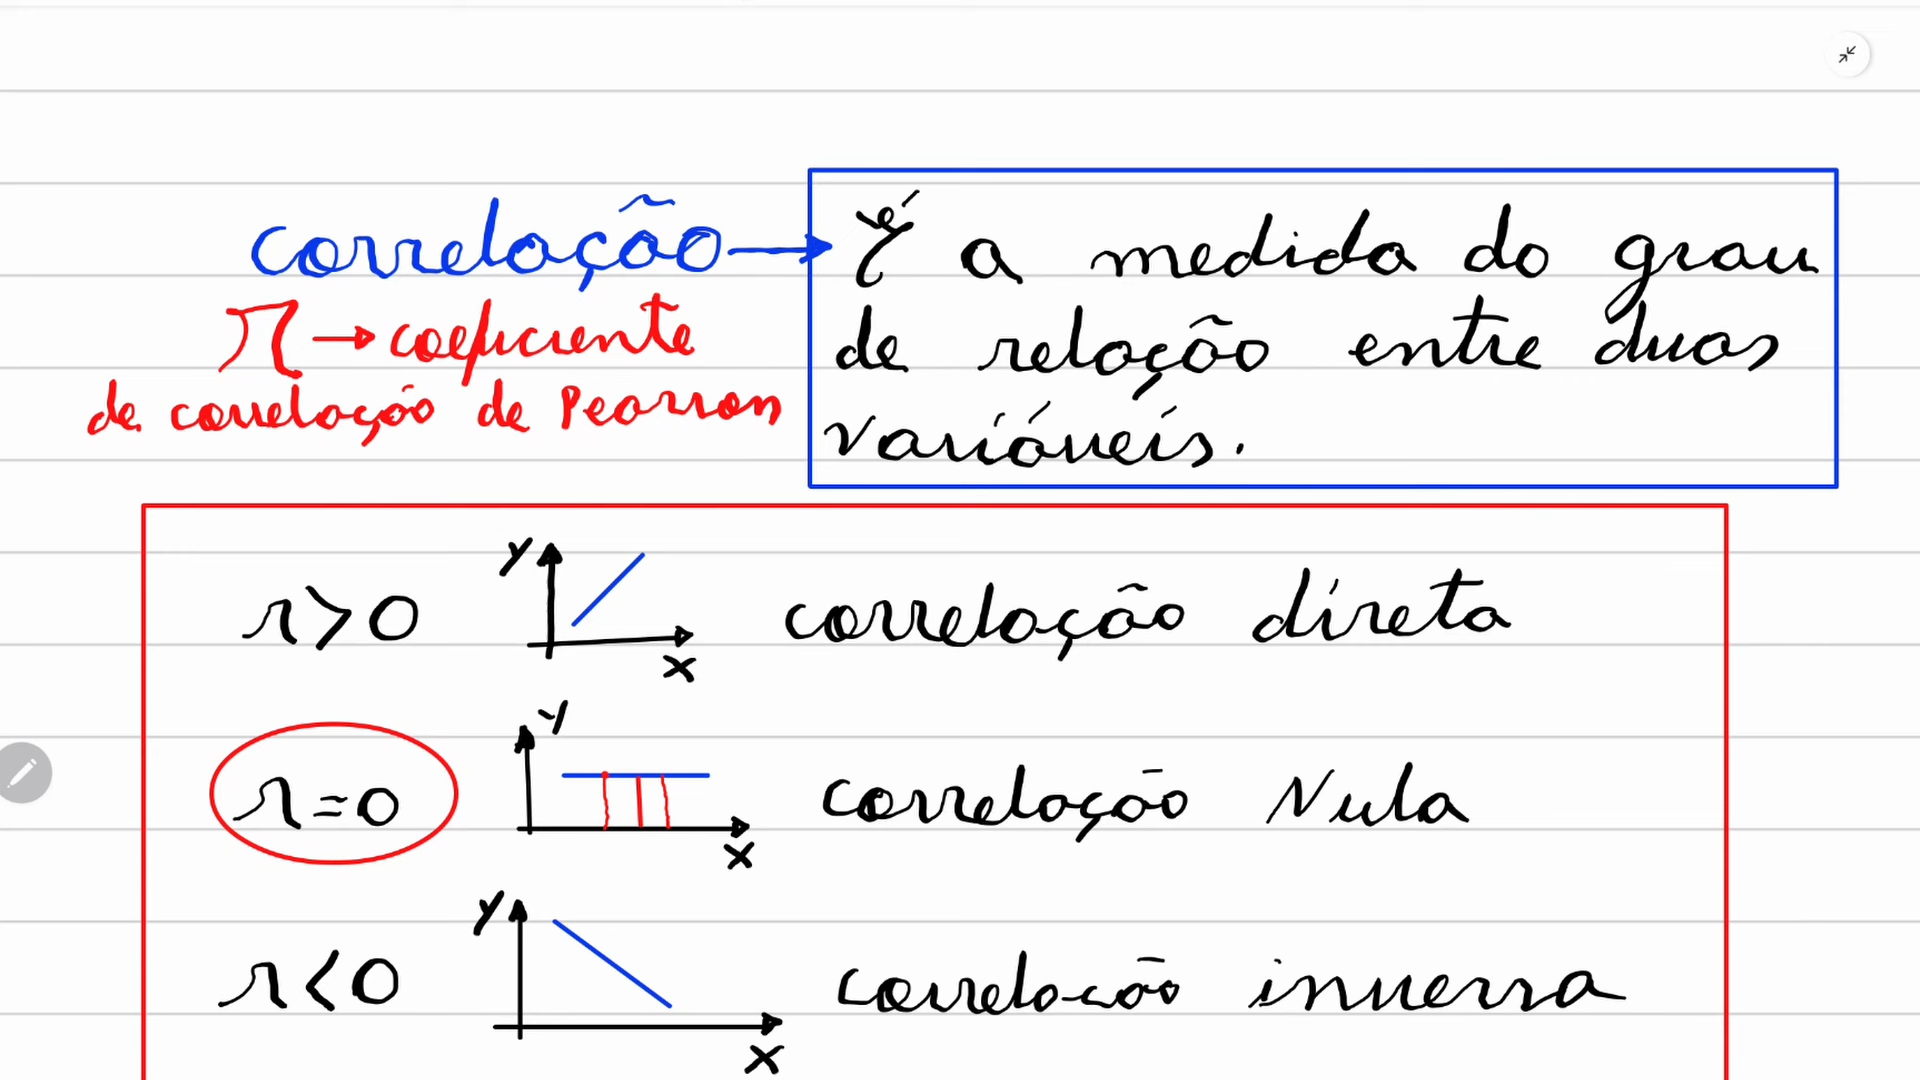 correlação → É a medida do grau
de relação entre duas
variáveis.
r → coeficiente
de correlação de Pearson
r>0 y x correlação direta
r=0 y x correlação Nula
r<0 y x correlação inversa